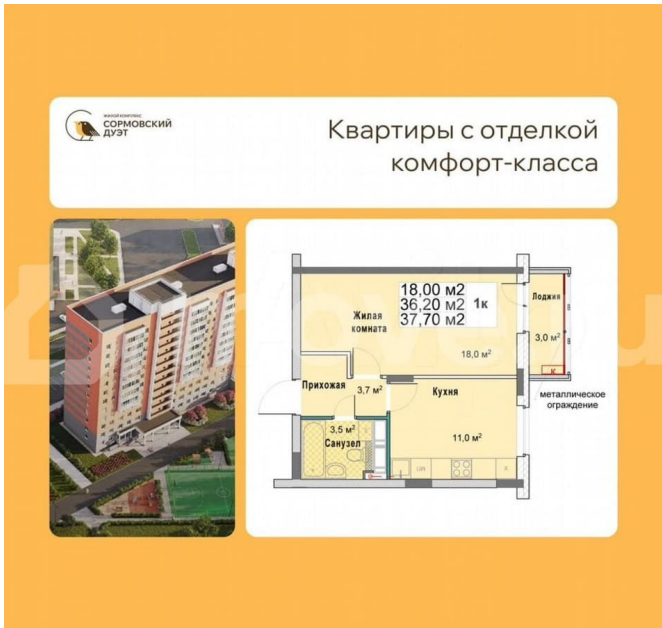 ЖИЛОЙ КОМПЛЕКС
СОРМОВСКИЙ
ДУЭТ
Квартиры с отделкой
комфорт-класса
18,00 м2
36,20 м2 1к
37,70 м2
Жилая
комната
18,0 м²
Лоджия
3,0 м²
К
металлическое
ограждение
Прихожая
3,7 м²
Кухня
11,0 м²
3,5 м²
Санузел